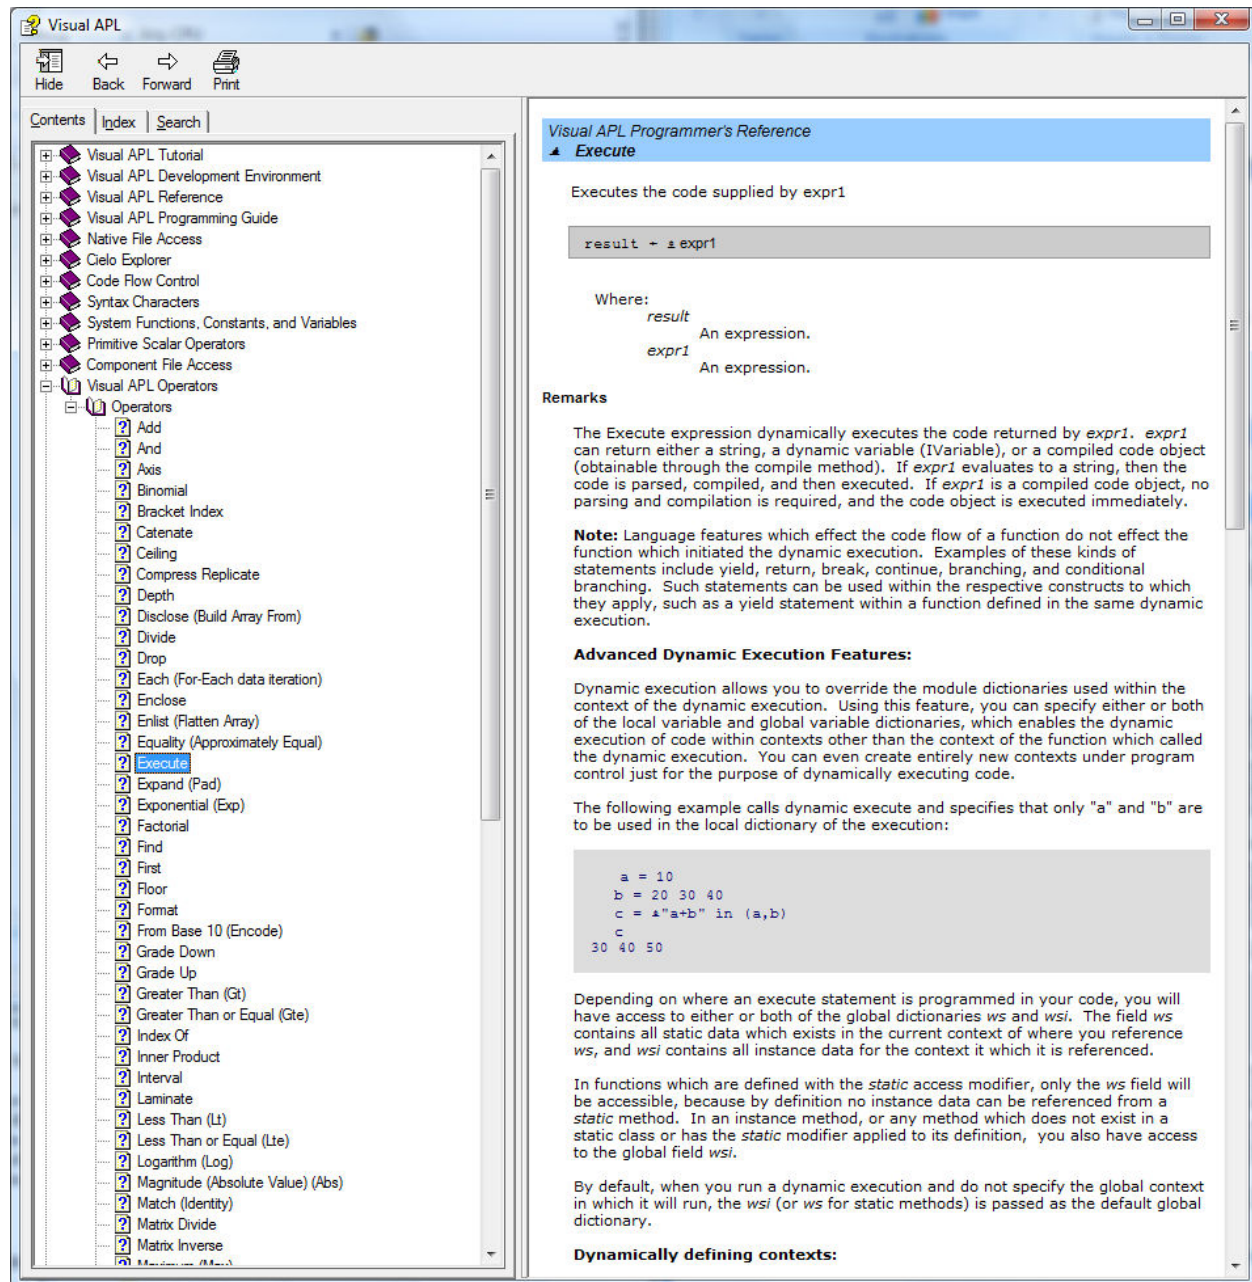 Visual APL
Hide Back Forward Print
Contents Index Search
Visual APL Tutorial
Visual APL Development Environment
Visual APL Reference
Visual APL Programming Guide
Native File Access
Cielo Explorer
Code Flow Control
Syntax Characters
System Functions, Constants, and Variables
Primitive Scalar Operators
Component File Access
Visual APL Operators
Operators
Add
And
Axis
Binomial
Bracket Index
Catenate
Ceiling
Compress Replicate
Depth
Disclose (Build Array From)
Divide
Drop
Each (For-Each data iteration)
Enclose
Enlist (Flatten Array)
Equality (Approximately Equal)
Execute
Expand (Pad)
Exponential (Exp)
Factorial
Find
First
Floor
Format
From Base 10 (Encode)
Grade Down
Grade Up
Greater Than (Gt)
Greater Than or Equal (Gte)
Index Of
Inner Product
Interval
Laminate
Less Than (Lt)
Less Than or Equal (Lte)
Logarithm (Log)
Magnitude (Absolute Value) (Abs)
Match (Identity)
Matrix Divide
Matrix Inverse
Maximum (Max)
Visual APL Programmer's Reference
⍎ Execute
Executes the code supplied by expr1
result ← ⍎ expr1
Where:
result
An expression.
expr1
An expression.
Remarks
The Execute expression dynamically executes the code returned by expr1. expr1
can return either a string, a dynamic variable (IVariable), or a compiled code object
(obtainable through the compile method). If expr1 evaluates to a string, then the
code is parsed, compiled, and then executed. If expr1 is a compiled code object, no
parsing and compilation is required, and the code object is executed immediately.
Note: Language features which effect the code flow of a function do not effect the
function which initiated the dynamic execution. Examples of these kinds of
statements include yield, return, break, continue, branching, and conditional
branching. Such statements can be used within the respective constructs to which
they apply, such as a yield statement within a function defined in the same dynamic
execution.
Advanced Dynamic Execution Features:
Dynamic execution allows you to override the module dictionaries used within the
context of the dynamic execution. Using this feature, you can specify either or both
of the local variable and global variable dictionaries, which enables the dynamic
execution of code within contexts other than the context of the function which called
the dynamic execution. You can even create entirely new contexts under program
control just for the purpose of dynamically executing code.
The following example calls dynamic execute and specifies that only "a" and "b" are
to be used in the local dictionary of the execution:
a = 10
b = 20 30 40
c = ⍎"a+b" in (a,b)
c
30 40 50
Depending on where an execute statement is programmed in your code, you will
have access to either or both of the global dictionaries ws and wsi. The field ws
contains all static data which exists in the current context of where you reference
ws, and wsi contains all instance data for the context it which it is referenced.
In functions which are defined with the static access modifier, only the ws field will
be accessible, because by definition no instance data can be referenced from a
static method. In an instance method, or any method which does not exist in a
static class or has the static modifier applied to its definition, you also have access
to the global field wsi.
By default, when you run a dynamic execution and do not specify the global context
in which it will run, the wsi (or ws for static methods) is passed as the default global
dictionary.
Dynamically defining contexts: